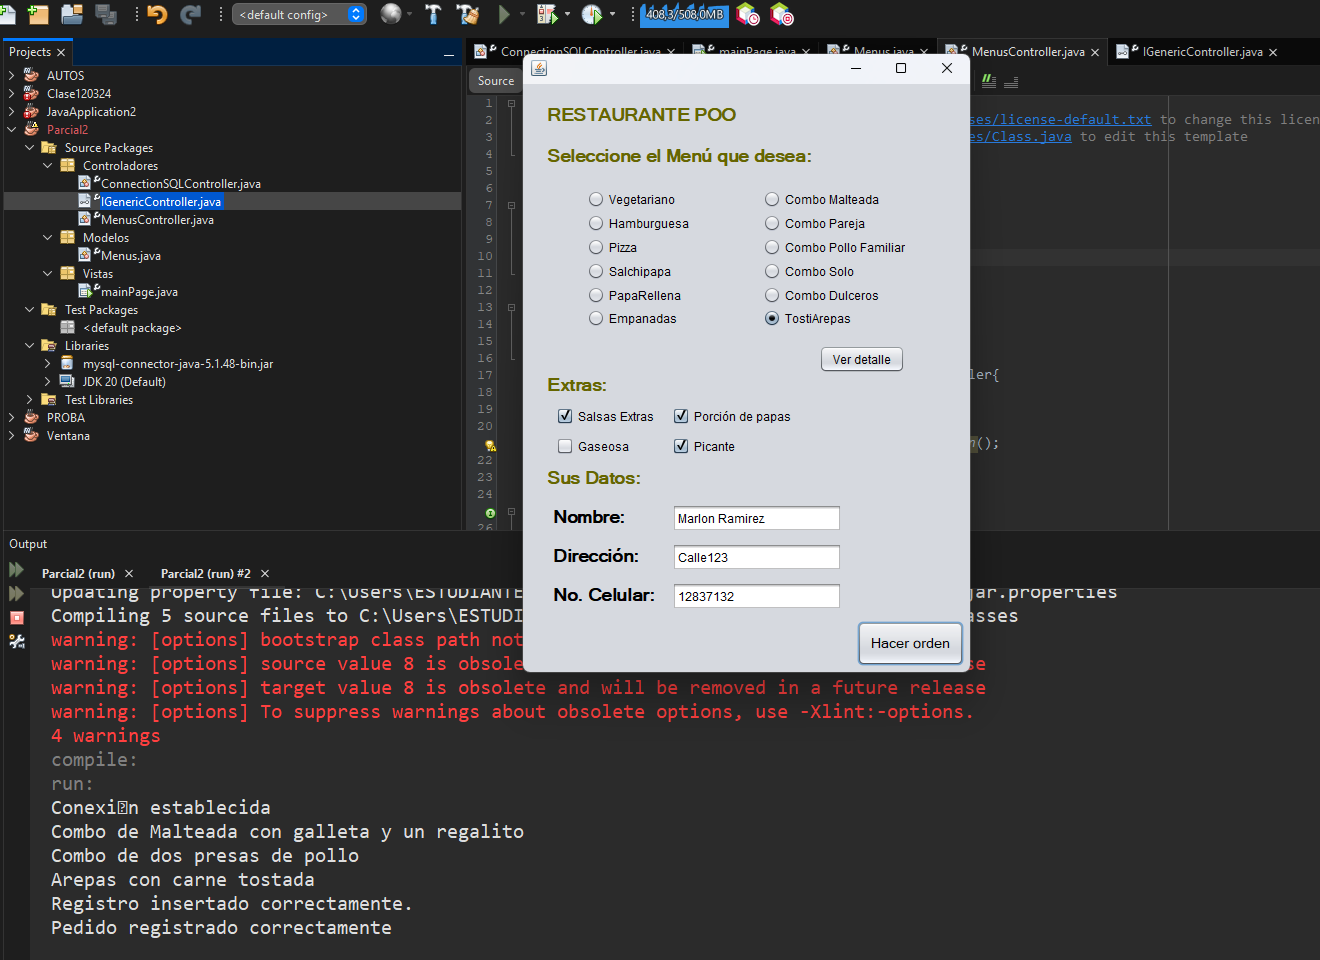 <default config>
408,3/508,0MB
Projects
ConnectionSQLController.java
mainPage.java
Menus.java
MenusController.java
IGenericController.java
AUTOS
Clase120324
JavaApplication2
Parcial2
Source Packages
Controladores
ConnectionSQLController.java
IGenericController.java
MenusController.java
Modelos
Menus.java
Vistas
mainPage.java
Test Packages
<default package>
Libraries
mysql-connector-java-5.1.48-bin.jar
JDK 20 (Default)
Test Libraries
PROBA
Ventana
Source
1
2
3
4
5
6
7
8
9
10
11
12
13
14
15
16
17
18
19
20
22
23
24
26
es/license-default.txt to change this licen
es/Class.java to edit this template
ler{
();
RESTAURANTE POO
Seleccione el Menú que desea:
Vegetariano
Combo Malteada
Hamburguesa
Combo Pareja
Pizza
Combo Pollo Familiar
Salchipapa
Combo Solo
PapaRellena
Combo Dulceros
Empanadas
TostiArepas
Ver detalle
Extras:
Salsas Extras
Porción de papas
Gaseosa
Picante
Sus Datos:
Nombre: Marlon Ramirez
Dirección: Calle123
No. Celular: 12837132
Hacer orden
Output
Parcial2 (run)
Parcial2 (run) #2
Updating property file: C:\Users\ESTUDIANTE jar.properties
Compiling 5 source files to C:\Users\ESTUDI asses
warning: [options] bootstrap class path not
warning: [options] source value 8 is obsole se
warning: [options] target value 8 is obsolete and will be removed in a future release
warning: [options] To suppress warnings about obsolete options, use -Xlint:-options.
4 warnings
compile:
run:
Conexi�n establecida
Combo de Malteada con galleta y un regalito
Combo de dos presas de pollo
Arepas con carne tostada
Registro insertado correctamente.
Pedido registrado correctamente